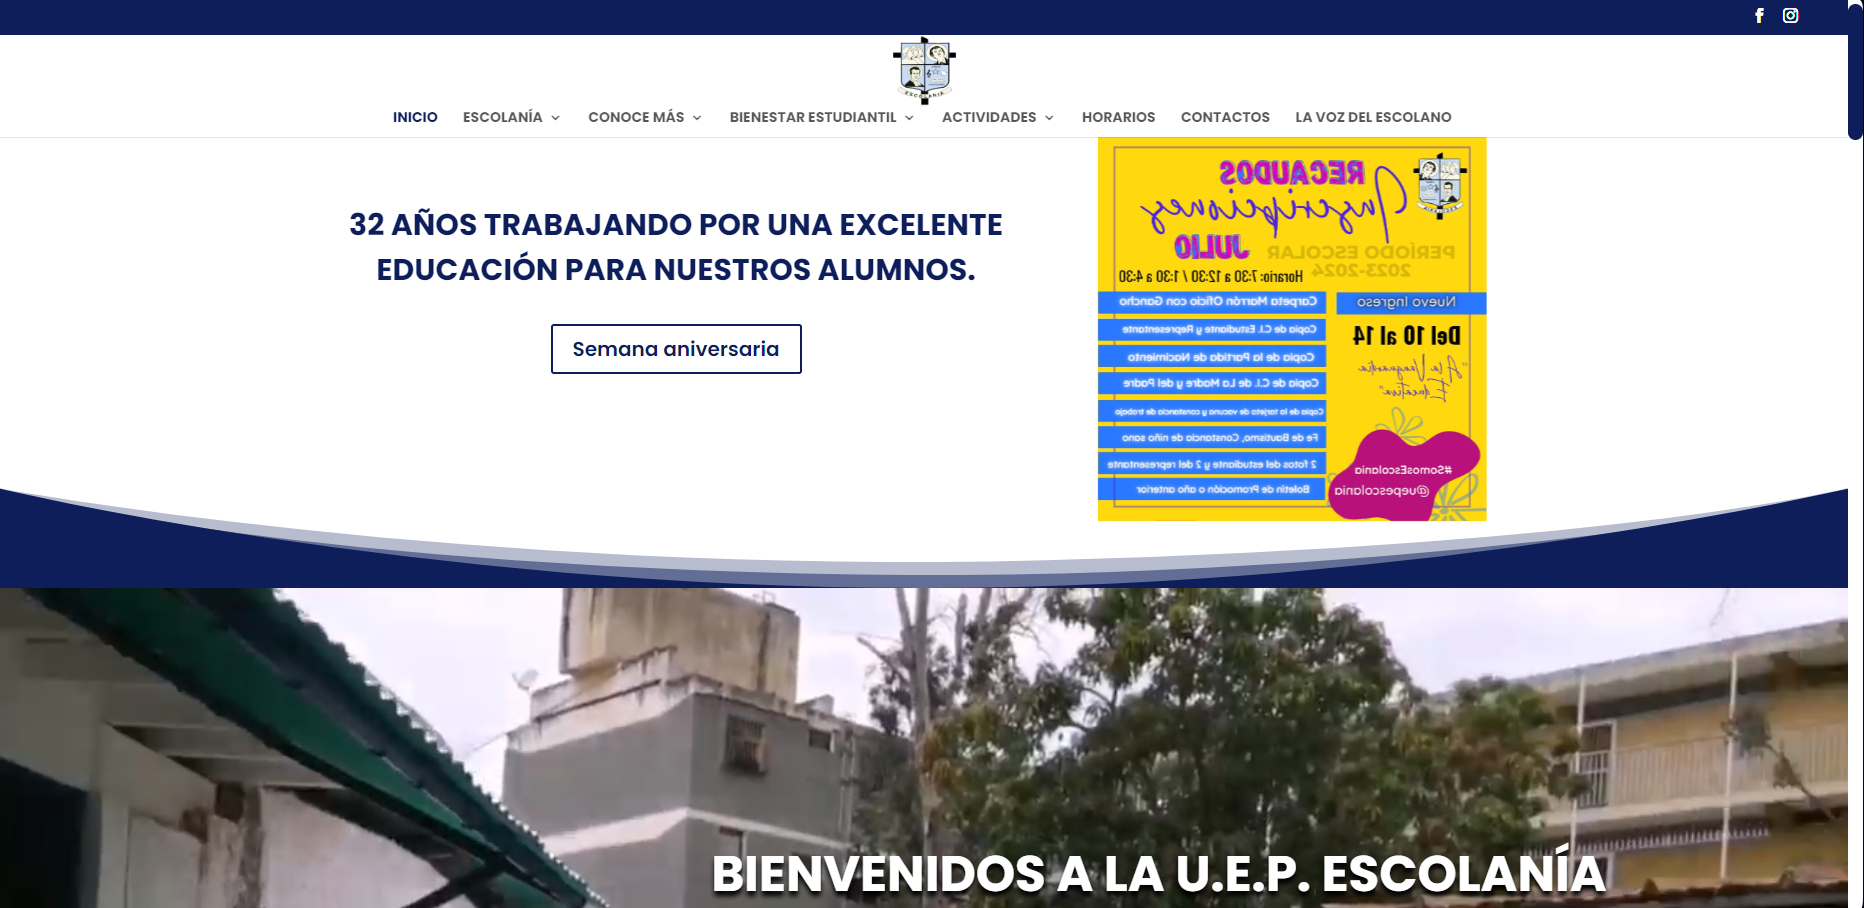 INICIO ESCOLANÍA CONOCE MÁS BIENESTAR ESTUDIANTIL ACTIVIDADES HORARIOS CONTACTOS LA VOZ DEL ESCOLANO
32 AÑOS TRABAJANDO POR UNA EXCELENTE
EDUCACIÓN PARA NUESTROS ALUMNOS.
Semana aniversaria
RECAUDOS
Inscripciones
JULIO
PERÍODO ESCOLAR
2023-2024
Horario: 7:30 a 12:30 / 1:30 a 4:30
Nuevo Ingreso
Del 10 al 14
"A la Vanguardia
Educativa"
Carpeta Marrón Oficio con Gancho
Copia de C.I. Estudiante y Representante
Copia de la Partida de Nacimiento
Copia de C.I. de La Madre y del Padre
Copia de la tarjeta de vacuna y constancia de trabajo
Fe de Bautismo, Constancia de niño sano
2 fotos del estudiante y 2 del representante
Boletín de Promoción o año anterior
#SomosEscolania
@uepescolania
BIENVENIDOS A LA U.E.P. ESCOLANÍA